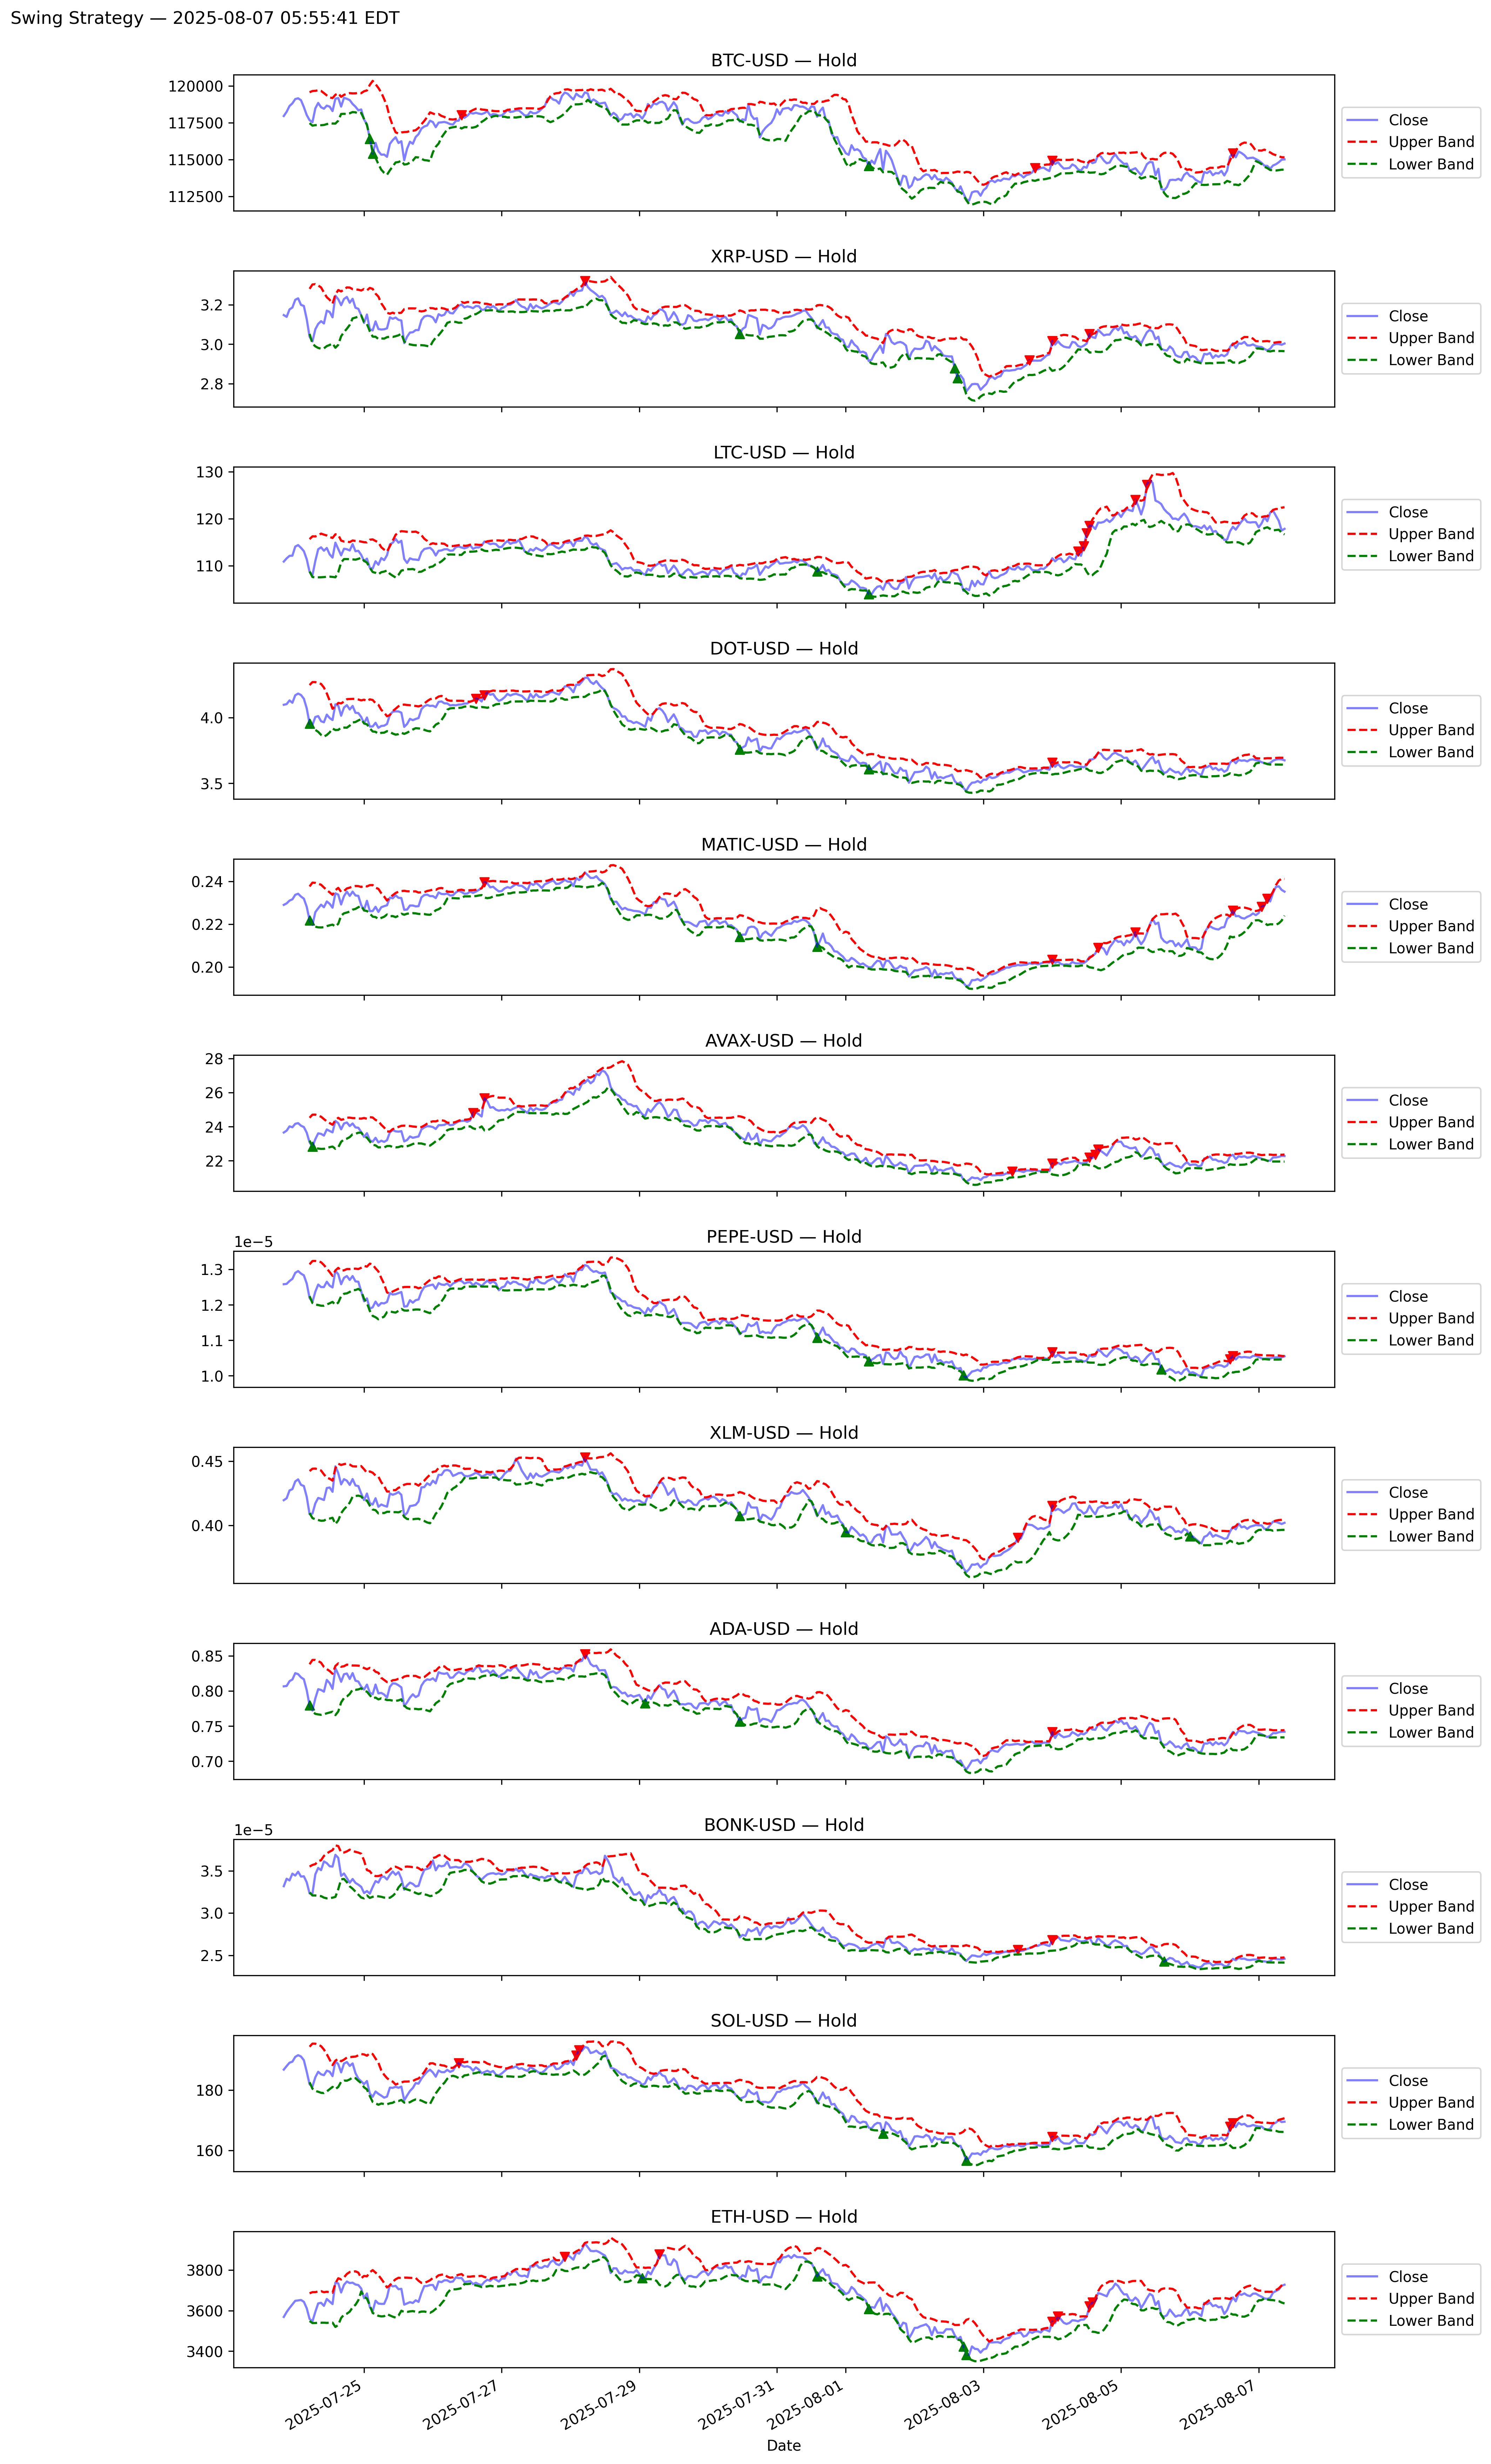 Swing Strategy — 2025-08-07 05:55:41 EDT
BTC-USD — Hold
120000
117500
115000
112500
Close
Upper Band
Lower Band
XRP-USD — Hold
3.2
3.0
2.8
Close
Upper Band
Lower Band
LTC-USD — Hold
130
120
110
Close
Upper Band
Lower Band
DOT-USD — Hold
4.0
3.5
Close
Upper Band
Lower Band
MATIC-USD — Hold
0.24
0.22
0.20
Close
Upper Band
Lower Band
AVAX-USD — Hold
28
26
24
22
Close
Upper Band
Lower Band
PEPE-USD — Hold
1e−5
1.3
1.2
1.1
1.0
Close
Upper Band
Lower Band
XLM-USD — Hold
0.45
0.40
Close
Upper Band
Lower Band
ADA-USD — Hold
0.85
0.80
0.75
0.70
Close
Upper Band
Lower Band
BONK-USD — Hold
1e−5
3.5
3.0
2.5
Close
Upper Band
Lower Band
SOL-USD — Hold
180
160
Close
Upper Band
Lower Band
ETH-USD — Hold
3800
3600
3400
Close
Upper Band
Lower Band
2025-07-25
2025-07-27
2025-07-29
2025-07-31
2025-08-01
2025-08-03
2025-08-05
2025-08-07
Date